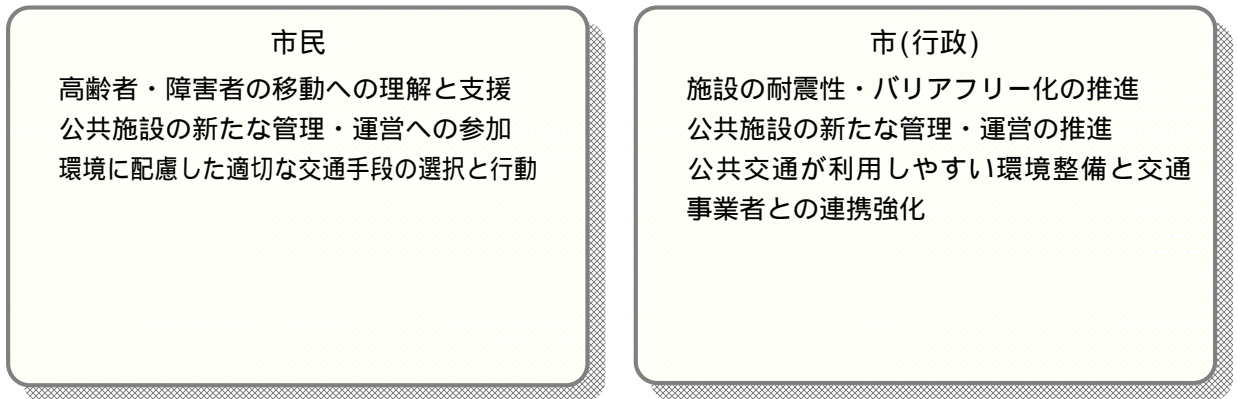 市民
高齢者・障害者の移動への理解と支援
公共施設の新たな管理・運営への参加
環境に配慮した適切な交通手段の選択と行動
市(行政)
施設の耐震性・バリアフリー化の推進
公共施設の新たな管理・運営の推進
公共交通が利用しやすい環境整備と交通
事業者との連携強化